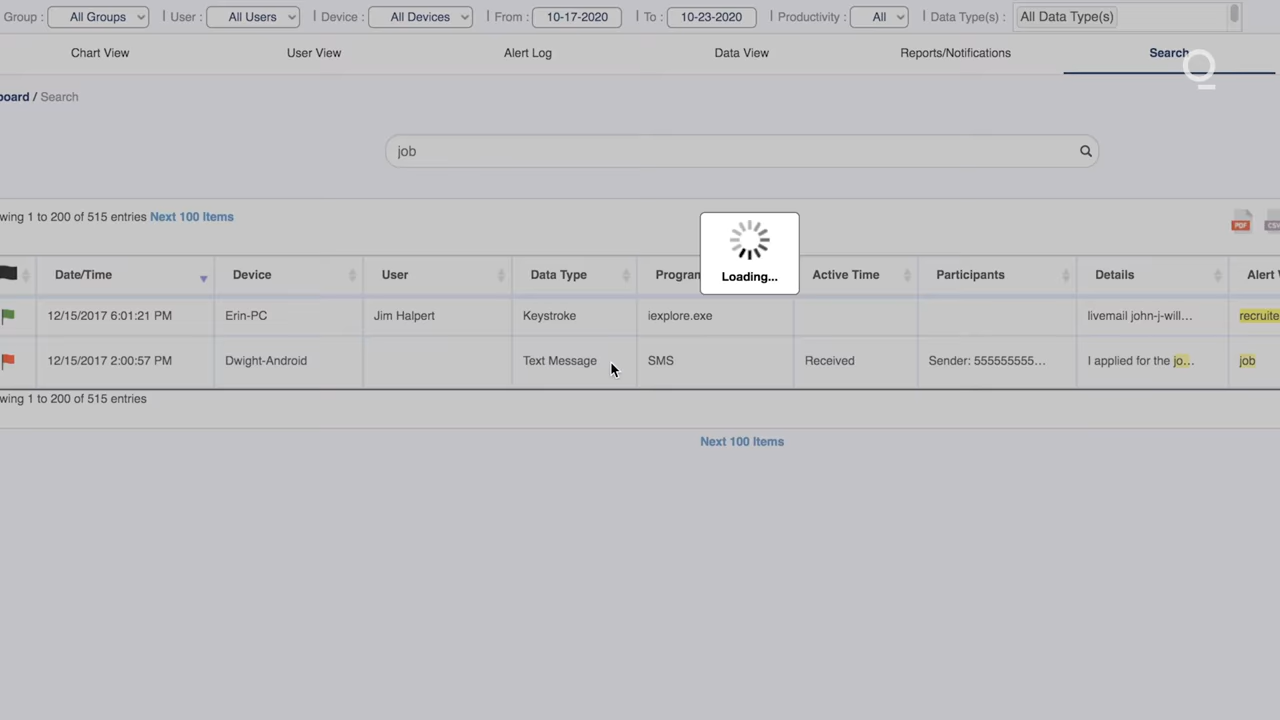 Group : All Groups | User : All Users | Device : All Devices | From : 10-17-2020 | To : 10-23-2020 | Productivity : All | Data Type(s) : All Data Type(s)
Chart View User View Alert Log Data View Reports/Notifications Search
board / Search
job
wing 1 to 200 of 515 entries Next 100 Items
PDF CSV
Date/Time Device User Data Type Program Active Time Participants Details Alert
12/15/2017 6:01:21 PM Erin-PC Jim Halpert Keystroke iexplore.exe livemail john-j-will... recruite
12/15/2017 2:00:57 PM Dwight-Android Text Message SMS Received Sender: 555555555... I applied for the jo... job
Loading...
wing 1 to 200 of 515 entries
Next 100 Items